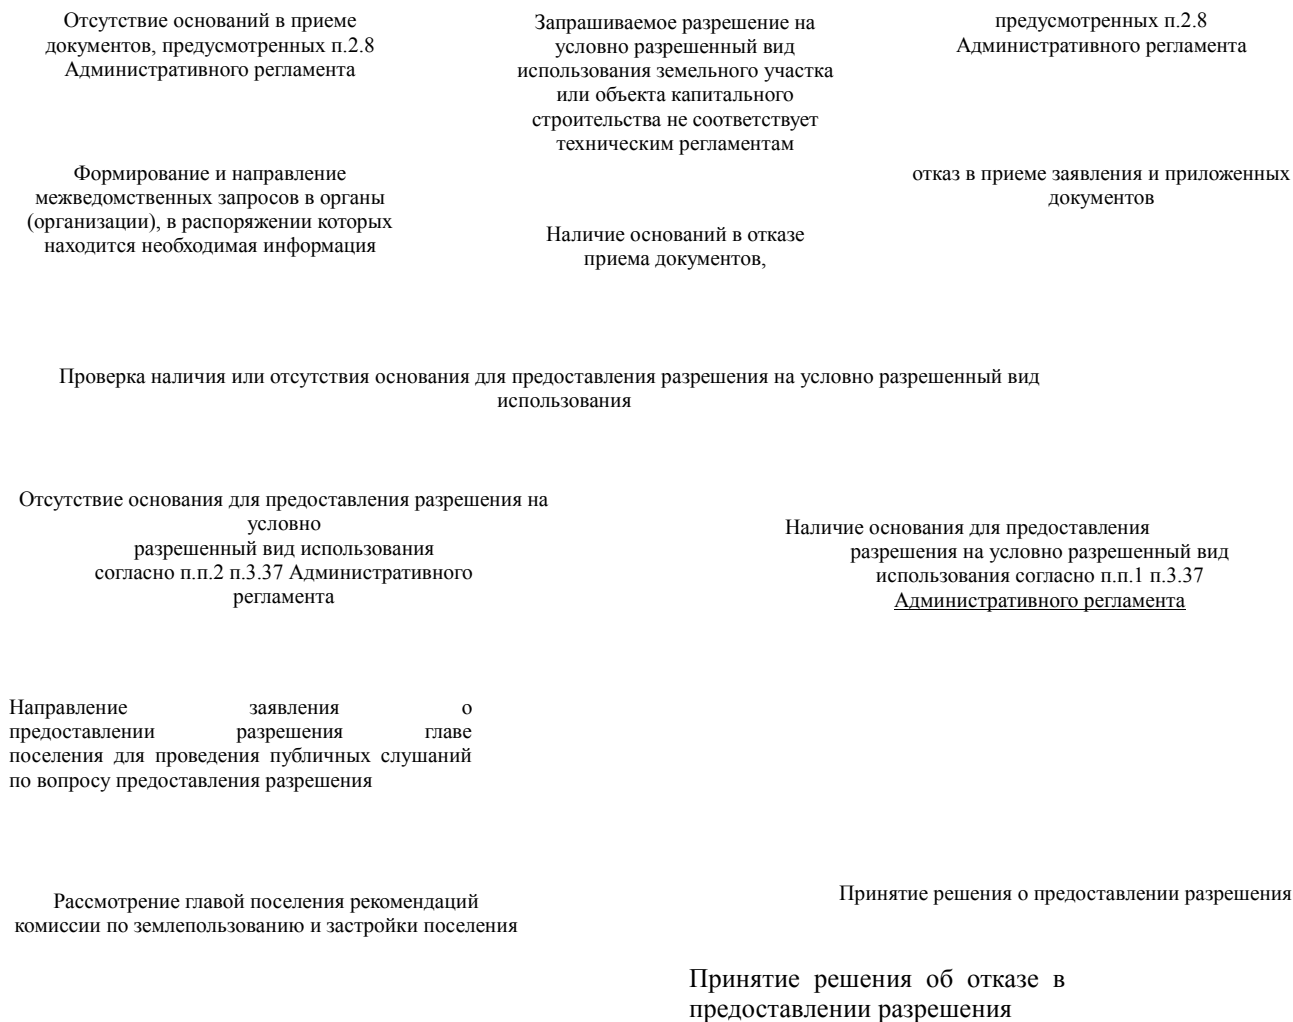 Отсутствие оснований в приеме
документов, предусмотренных п.2.8
Административного регламента
Запрашиваемое разрешение на
условно разрешенный вид
использования земельного участка
или объекта капитального
строительства не соответствует
техническим регламентам
предусмотренных п.2.8
Административного регламента
Формирование и направление
межведомственных запросов в органы
(организации), в распоряжении которых
находится необходимая информация
Наличие оснований в отказе
приема документов,
отказ в приеме заявления и приложенных
документов
Проверка наличия или отсутствия основания для предоставления разрешения на условно разрешенный вид
использования
Отсутствие основания для предоставления разрешения на
условно
разрешенный вид использования
согласно п.п.2 п.3.37 Административного
регламента
Наличие основания для предоставления
разрешения на условно разрешенный вид
использования согласно п.п.1 п.3.37
Административного регламента
Направление заявления о
предоставлении разрешения главе
поселения для проведения публичных слушаний
по вопросу предоставления разрешения
Рассмотрение главой поселения рекомендаций
комиссии по землепользованию и застройки поселения
Принятие решения о предоставлении разрешения
Принятие решения об отказе в
предоставлении разрешения